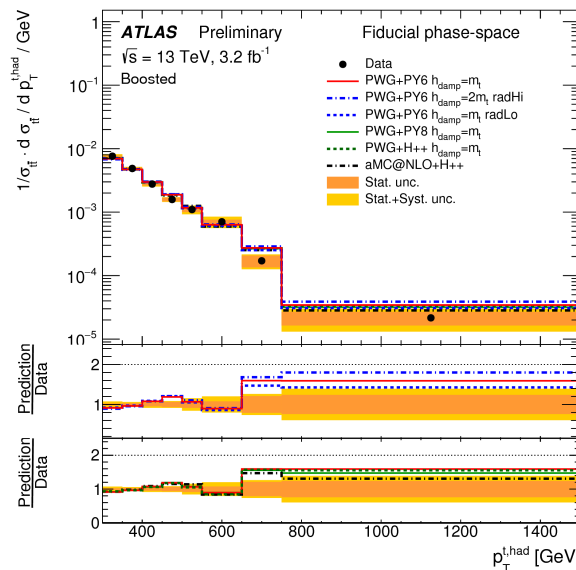 ATLAS Preliminary Fiducial phase-space
√s = 13 TeV, 3.2 fb⁻¹
Boosted
Data
PWG+PY6 h_damp=m_t
PWG+PY6 h_damp=2m_t radHi
PWG+PY6 h_damp=m_t radLo
PWG+PY8 h_damp=m_t
PWG+H++ h_damp=m_t
aMC@NLO+H++
Stat. unc.
Stat.+Syst. unc.
1/σ_tt̄ · d σ_tt̄ / d p_T^t,had / GeV
1
10⁻¹
10⁻²
10⁻³
10⁻⁴
10⁻⁵
Prediction
Data
2
1
Prediction
Data
2
1
0
400 600 800 1000 1200 1400
p_T^t,had [GeV